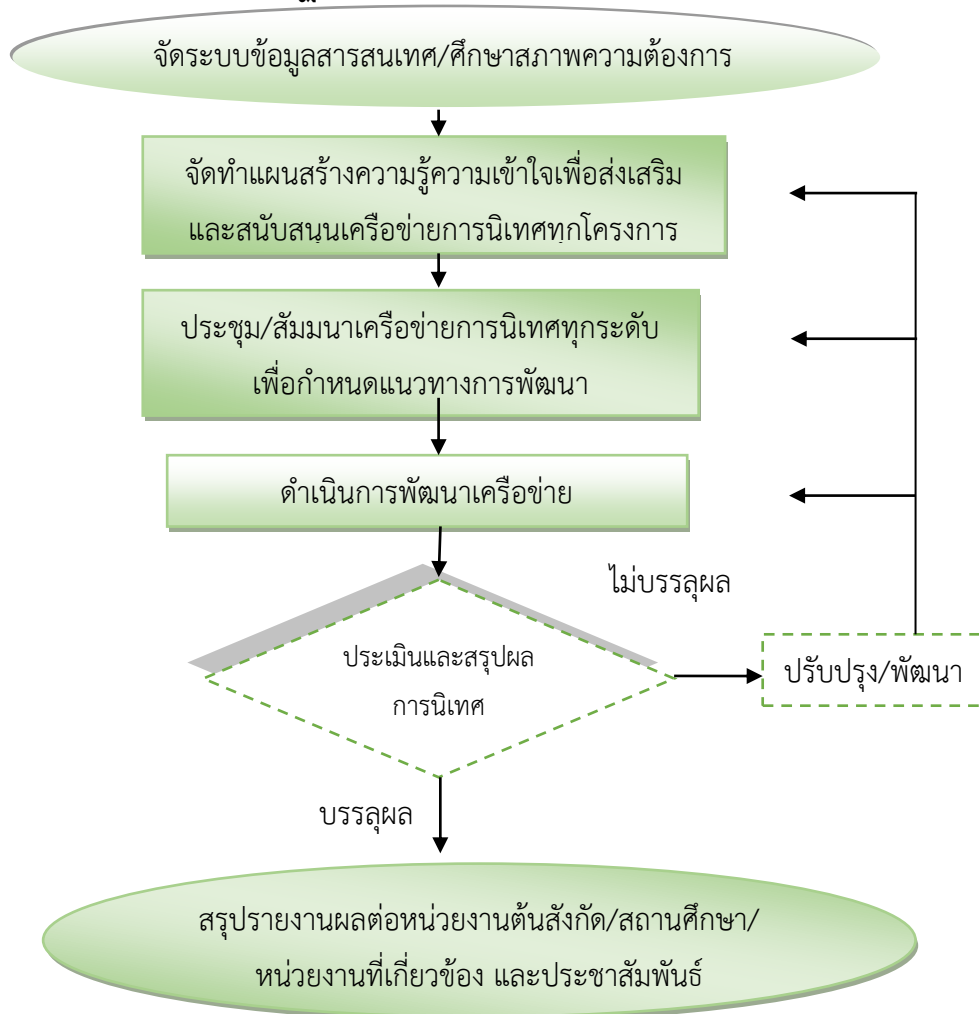 จัดระบบข้อมูลสารสนเทศ/ศึกษาสภาพความต้องการ
จัดทำแผนสร้างความรู้ความเข้าใจเพื่อส่งเสริม
และสนับสนุนเครือข่ายการนิเทศทุกโครงการ
ประชุม/สัมมนาเครือข่ายการนิเทศทุกระดับ
เพื่อกำหนดแนวทางการพัฒนา
ดำเนินการพัฒนาเครือข่าย
ไม่บรรลุผล
ประเมินและสรุปผล
การนิเทศ
ปรับปรุง/พัฒนา
บรรลุผล
สรุปรายงานผลต่อหน่วยงานต้นสังกัด/สถานศึกษา/
หน่วยงานที่เกี่ยวข้อง และประชาสัมพันธ์